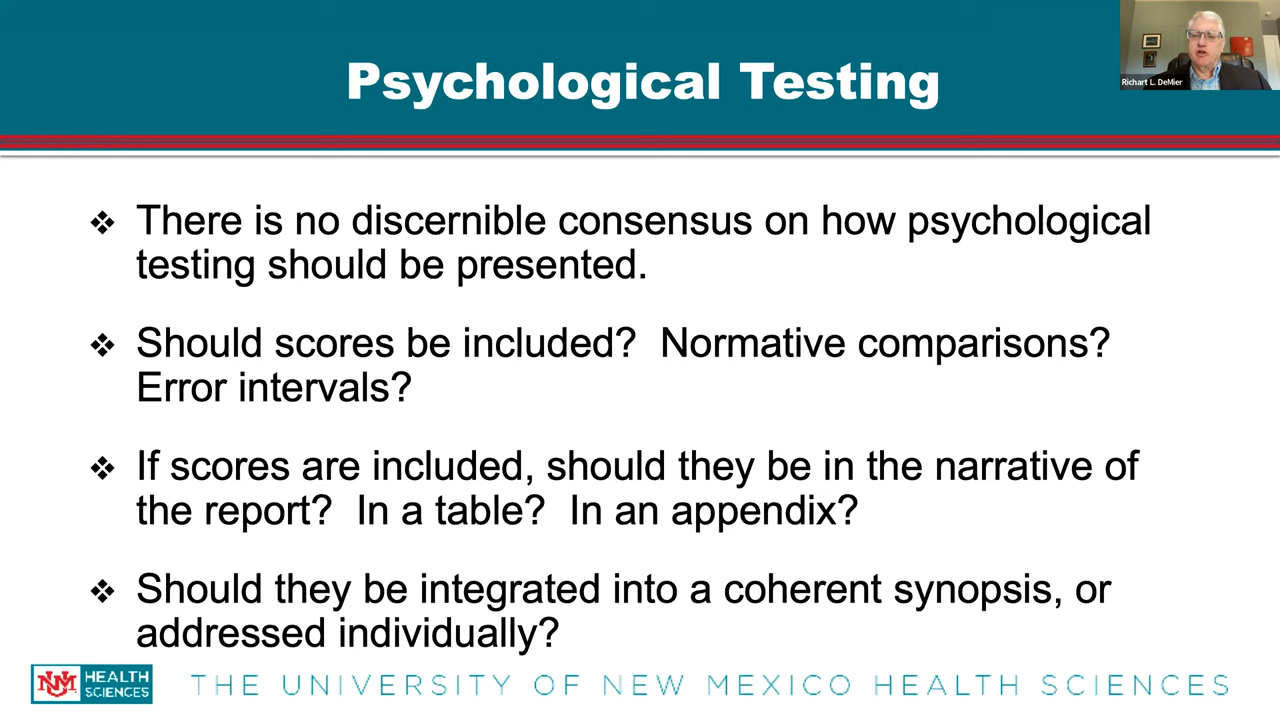 Psychological Testing
Richart L. DeMier
❖ There is no discernible consensus on how psychological
testing should be presented.
❖ Should scores be included?  Normative comparisons?
Error intervals?
❖ If scores are included, should they be in the narrative of
the report?  In a table?  In an appendix?
❖ Should they be integrated into a coherent synopsis, or
addressed individually?
UNM HEALTH
SCIENCES
THE UNIVERSITY OF NEW MEXICO HEALTH SCIENCES